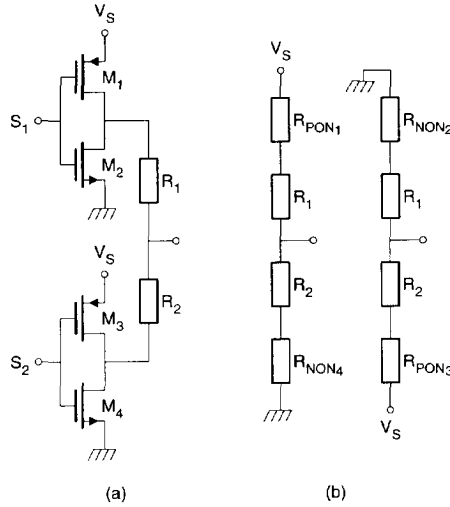 V_S
M_1
S_1
M_2
R_1
V_S
R_2
M_3
S_2
M_4
(a)
V_S
R_PON1
R_NON2
R_1
R_1
R_2
R_2
R_NON4
R_PON3
V_S
(b)